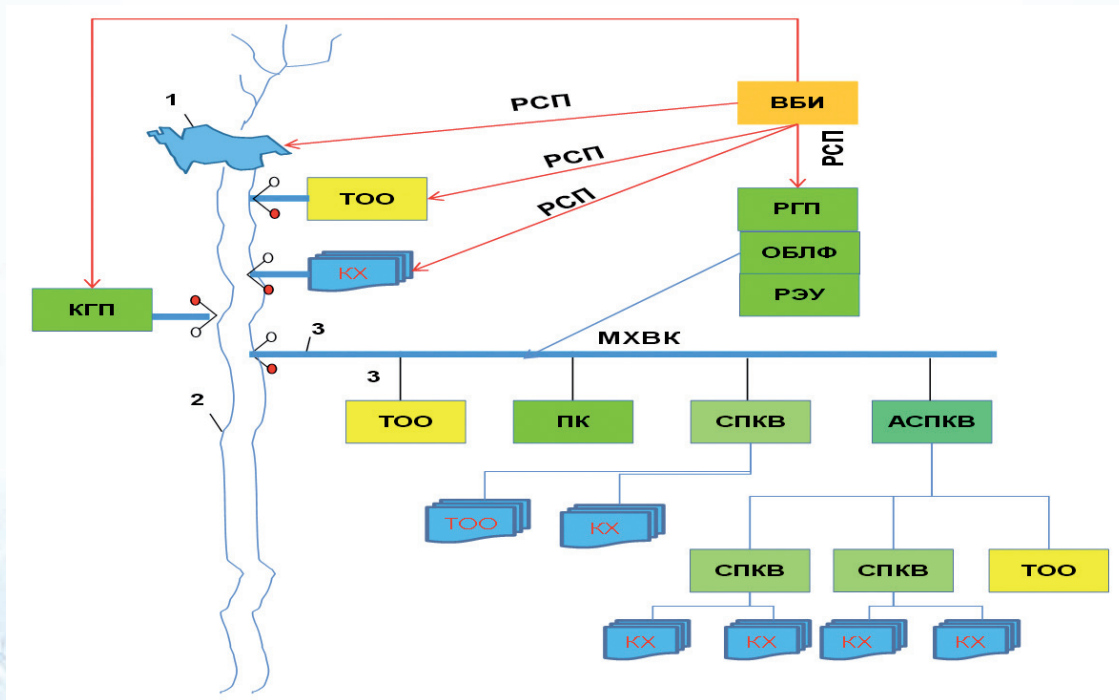 1
РСП
ВБИ
РСП
РСП
ТОО
РСП
РГП
ОБЛФ
КХ
РЭУ
КГП
3
МХВК
3
2
ТОО
ПК
СПКВ
АСПКВ
ТОО
КХ
СПКВ
СПКВ
ТОО
КХ
КХ
КХ
КХ